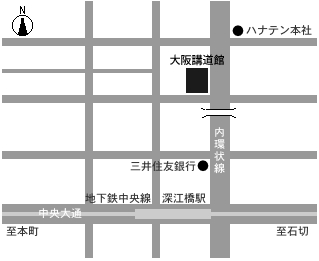 N
ハナテン本社
大阪講道館
内環状線
三井住友銀行
地下鉄中央線 深江橋駅
中央大通
至本町
至石切